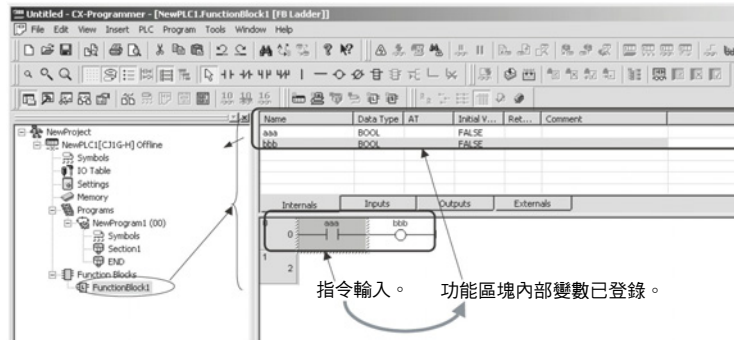 Untitled - CX-Programmer - [NewPLC1.FunctionBlock1 [FB Ladder]]
File Edit View Insert PLC Program Tools Window Help
Name Data Type AT Initial V... Ret... Comment
aaa BOOL FALSE
bbb BOOL FALSE
NewProject
NewPLC1[CJ1G-H] Offline
Symbols
IO Table
Settings
Memory
Programs
NewProgram1 (00)
Symbols
Section1
END
Function Blocks
FunctionBlock1
Internals Inputs Outputs Externals
0 aaa bbb
0
1
2
指令輸入。 功能區塊內部變數已登錄。